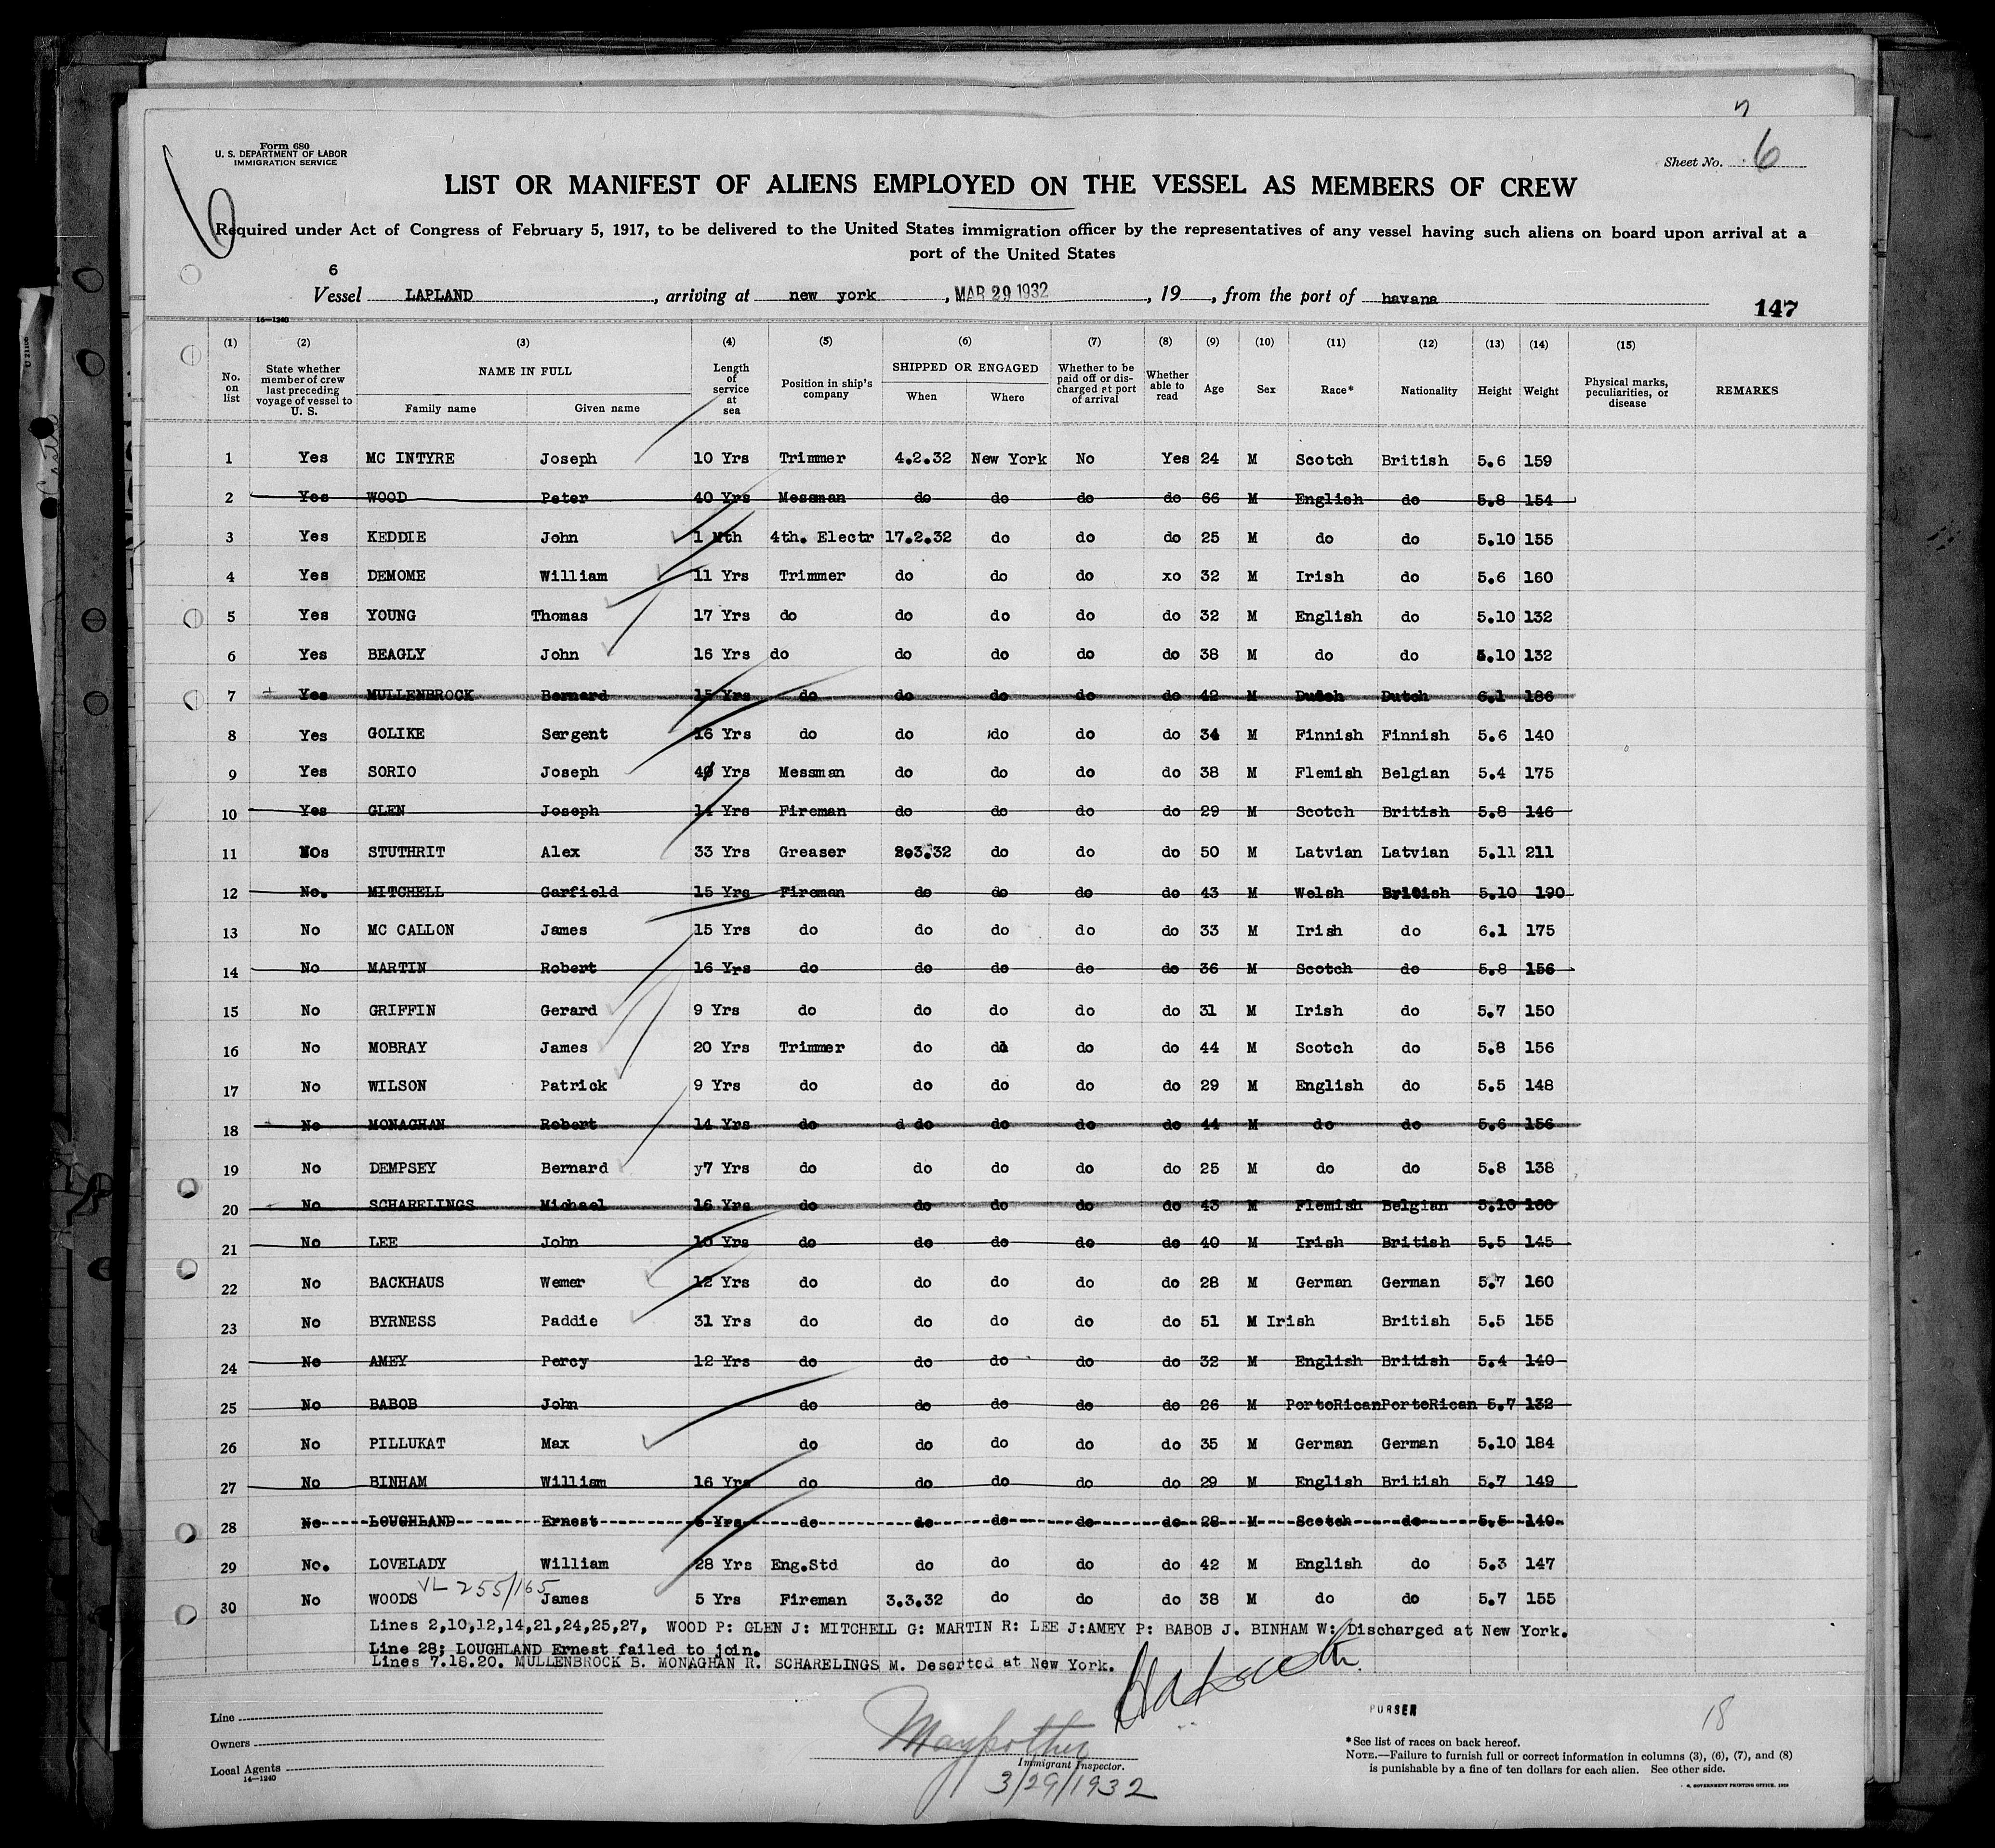 7
Form 680
U. S. DEPARTMENT OF LABOR
IMMIGRATION SERVICE
Sheet No. 6
6
LIST OR MANIFEST OF ALIENS EMPLOYED ON THE VESSEL AS MEMBERS OF CREW
Required under Act of Congress of February 5, 1917, to be delivered to the United States immigration officer by the representatives of any vessel having such aliens on board upon arrival at a
port of the United States
6
Vessel LAPLAND, arriving at new york, MAR 29 1932, 19, from the port of havana
147
16—1240
(1) (2) (3) (4) (5) (6) (7) (8) (9) (10) (11) (12) (13) (14) (15)
No. on list State whether member of crew last preceding voyage of vessel to U. S. NAME IN FULL Family name Given name Length of service at sea Position in ship's company SHIPPED OR ENGAGED When Where Whether to be paid off or discharged at port of arrival Whether able to read Age Sex Race* Nationality Height Weight Physical marks, peculiarities, or disease REMARKS
1 Yes MC INTYRE Joseph 10 Yrs Trimmer 4.2.32 New York No Yes 24 M Scotch British 5.6 159
2 Yes WOOD Peter 40 Yrs Messman do do do do 66 M English do 5.8 154
3 Yes KEDDIE John 1 Mth 4th. Electr 17.2.32 do do do 25 M do do 5.10 155
4 Yes DEMOME William 11 Yrs Trimmer do do do xo 32 M Irish do 5.6 160
5 Yes YOUNG Thomas 17 Yrs do do do do do 32 M English do 5.10 132
6 Yes BEAGLY John 16 Yrs do do do do do 38 M do do 5.10 132
7 Yes MULLENBROCK Bernard 15 Yrs do do do do do 42 M Dutch Dutch 6.1 186
8 Yes GOLIKE Sergent 16 Yrs do do do do do 34 M Finnish Finnish 5.6 140
9 Yes SORIO Joseph Yrs Messman do do do do 38 M Flemish Belgian 5.4 175
10 Yes GLEN Joseph 14 Yrs Fireman do do do do 29 M Scotch British 5.8 146
11 STUTHRIT Alex 33 Yrs Greaser 2.3.32 do do do 50 M Latvian Latvian 5.11 211
12 No. MITCHELL Garfield 15 Yrs Fireman do do do do 43 M Welsh British 5.10 190
13 No MC CALLON James 15 Yrs do do do do do 33 M Irish do 6.1 175
14 No MARTIN Robert 16 Yrs do do do do do 36 M Scotch do 5.8 156
15 No GRIFFIN Gerard 9 Yrs do do do do do 31 M Irish do 5.7 150
16 No MOBRAY James 20 Yrs Trimmer do do do do 44 M Scotch do 5.8 156
17 No WILSON Patrick 9 Yrs do do do do do 29 M English do 5.5 148
18 No MONAGHAN Robert 14 Yrs do d do do do do 44 M do do 5.6 156
19 No DEMPSEY Bernard y7 Yrs do do do do do 25 M do do 5.8 138
20 No SCHARELINGS Michael 16 Yrs do do do do do 43 M Flemish Belgian 5.10 160
21 No LEE John 10 Yrs do do do do do 40 M Irish British 5.5 145
22 No BACKHAUS Wemer 12 Yrs do do do do do 28 M German German 5.7 160
23 No BYRNESS Paddie 31 Yrs do do do do do 51 M Irish British 5.5 155
24 No AMEY Percy 12 Yrs do do do do do 32 M English British 5.4 140
25 No BABOB John do do do do do 26 M PortoRican PortoRican 5.7 132
26 No PILLUKAT Max do do do do do 35 M German German 5.10 184
27 No BINHAM William 16 Yrs do do do do do 29 M English British 5.7 149
28 No LOUGHLAND Ernest 6 Yrs do do do do do 28 M Scotch do 5.5 140
29 No. LOVELADY William 28 Yrs Eng.Std do do do do 42 M English do 5.3 147
VL 255/165
30 No WOODS James 5 Yrs Fireman 3.3.32 do do do 38 M do do 5.7 155
Lines 2,10,12,14,21,24,25,27, WOOD P: GLEN J: MITCHELL G: MARTIN R: LEE J:AMEY P: BABOB J. BINHAM W: Discharged at New York.
Line 28; LOUGHLAND Ernest failed to join.
Lines 7.18.20. MULLENBROCK B. MONAGHAN R. SCHARELINGS M. Deserted at New York.
PURSER
18
Line
Owners
Local Agents
14—1240
Immigrant Inspector.
3/29/1932
*See list of races on back hereof.
NOTE.—Failure to furnish full or correct information in columns (3), (6), (7), and (8)
is punishable by a fine of ten dollars for each alien. See other side.
GOVERNMENT PRINTING OFFICE